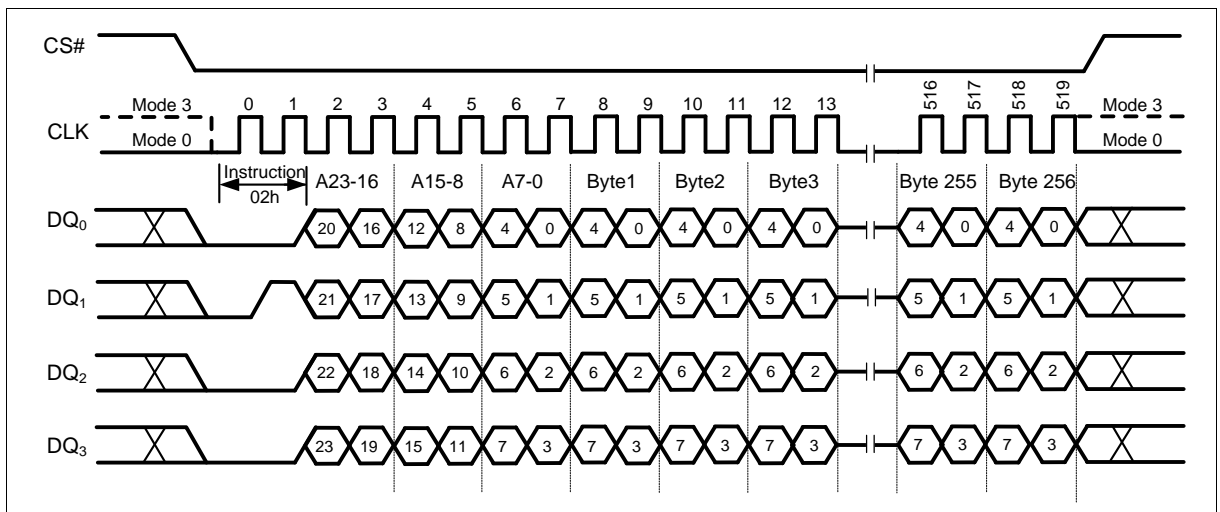 CS#
Mode 3 0 1 2 3 4 5 6 7 8 9 10 11 12 13 516 517 518 519 Mode 3
CLK
Mode 0 Mode 0
Instruction A23-16 A15-8 A7-0 Byte1 Byte2 Byte3 Byte 255 Byte 256
02h
DQ0 20 16 12 8 4 0 4 0 4 0 4 0 4 0 4 0
DQ1 21 17 13 9 5 1 5 1 5 1 5 1 5 1 5 1
DQ2 22 18 14 10 6 2 6 2 6 2 6 2 6 2 6 2
DQ3 23 19 15 11 7 3 7 3 7 3 7 3 7 3 7 3